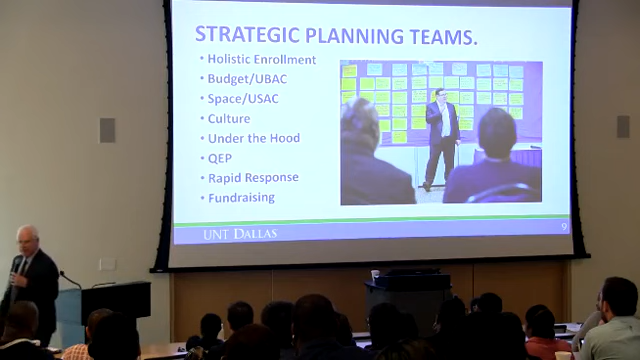 STRATEGIC PLANNING TEAMS.
• Holistic Enrollment
• Budget/UBAC
• Space/USAC
• Culture
• Under the Hood
• QEP
• Rapid Response
• Fundraising
UNT DALLAS
9